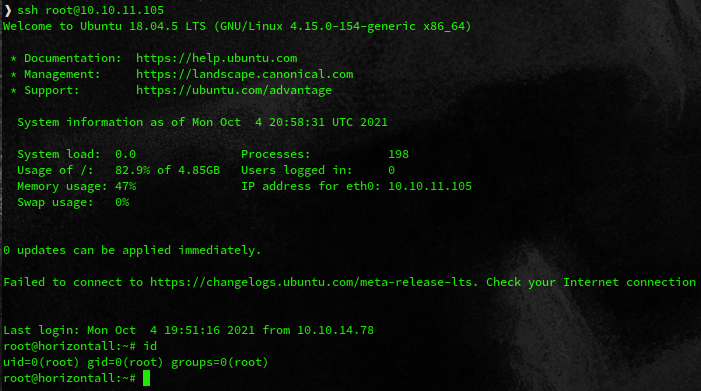 ❯ ssh root@10.10.11.105
Welcome to Ubuntu 18.04.5 LTS (GNU/Linux 4.15.0-154-generic x86_64)
* Documentation:  https://help.ubuntu.com
* Management:     https://landscape.canonical.com
* Support:        https://ubuntu.com/advantage
System information as of Mon Oct  4 20:58:31 UTC 2021
System load:  0.0               Processes:             198
Usage of /:   82.9% of 4.85GB   Users logged in:       0
Memory usage: 47%               IP address for eth0: 10.10.11.105
Swap usage:   0%
0 updates can be applied immediately.
Failed to connect to https://changelogs.ubuntu.com/meta-release-lts. Check your Internet connection
Last login: Mon Oct  4 19:51:16 2021 from 10.10.14.78
root@horizontall:~# id
uid=0(root) gid=0(root) groups=0(root)
root@horizontall:~#